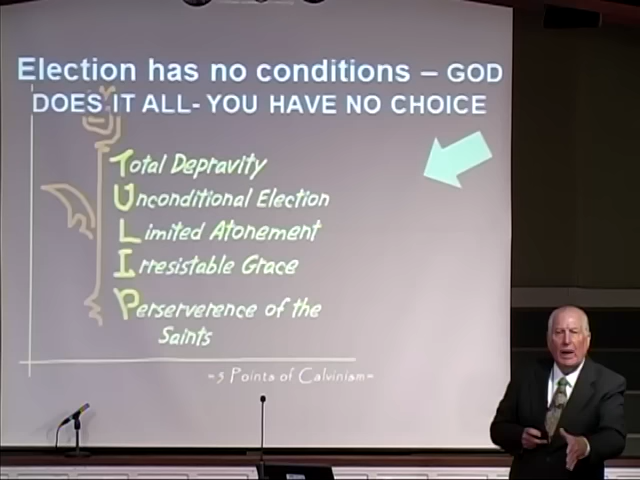 Election has no conditions – GOD
DOES IT ALL- YOU HAVE NO CHOICE
Total Depravity
Unconditional Election
Limited Atonement
Irresistable Grace
Perserverence of the
Saints
~5 Points of Calvinism~